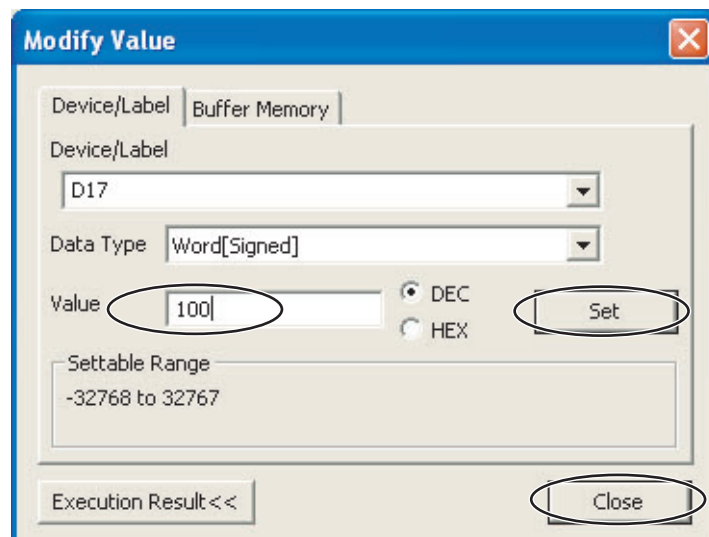 Modify Value
Device/Label Buffer Memory
Device/Label
D17
Data Type Word[Signed]
Value 100 DEC Set
HEX
Settable Range
-32768 to 32767
Execution Result<< Close